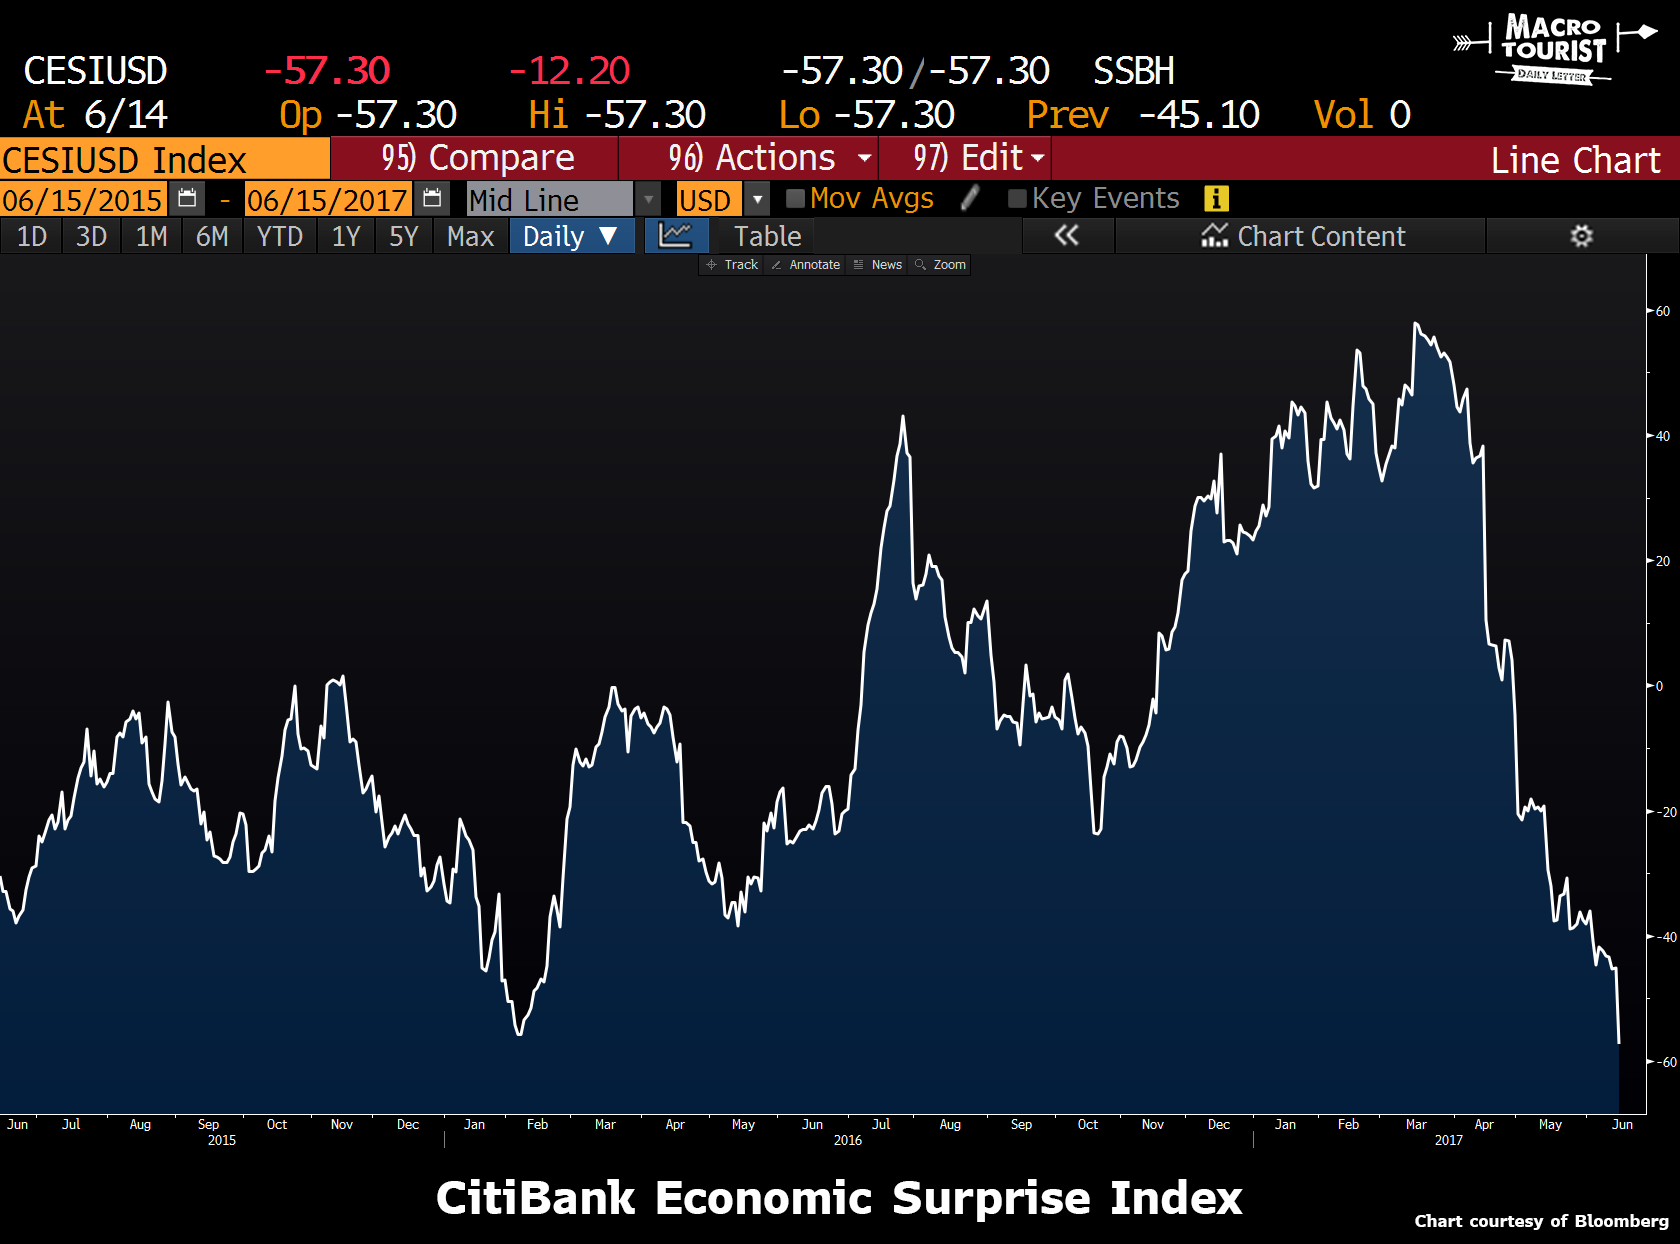 MACRO
TOURIST
DAILY LETTER
CESIUSD -57.30 -12.20 -57.30/-57.30 SSBH
At 6/14 Op -57.30 Hi -57.30 Lo -57.30 Prev -45.10 Vol 0
CESIUSD Index 95) Compare 96) Actions 97) Edit Line Chart
06/15/2015 - 06/15/2017 Mid Line USD Mov Avgs Key Events i
1D 3D 1M 6M YTD 1Y 5Y Max Daily ▼ Table « Chart Content
Track Annotate News Zoom
60
40
20
0
-20
-40
-60
Jun Jul Aug Sep Oct Nov Dec Jan Feb Mar Apr May Jun Jul Aug Sep Oct Nov Dec Jan Feb Mar Apr May Jun
2015 2016 2017
CitiBank Economic Surprise Index
Chart courtesy of Bloomberg